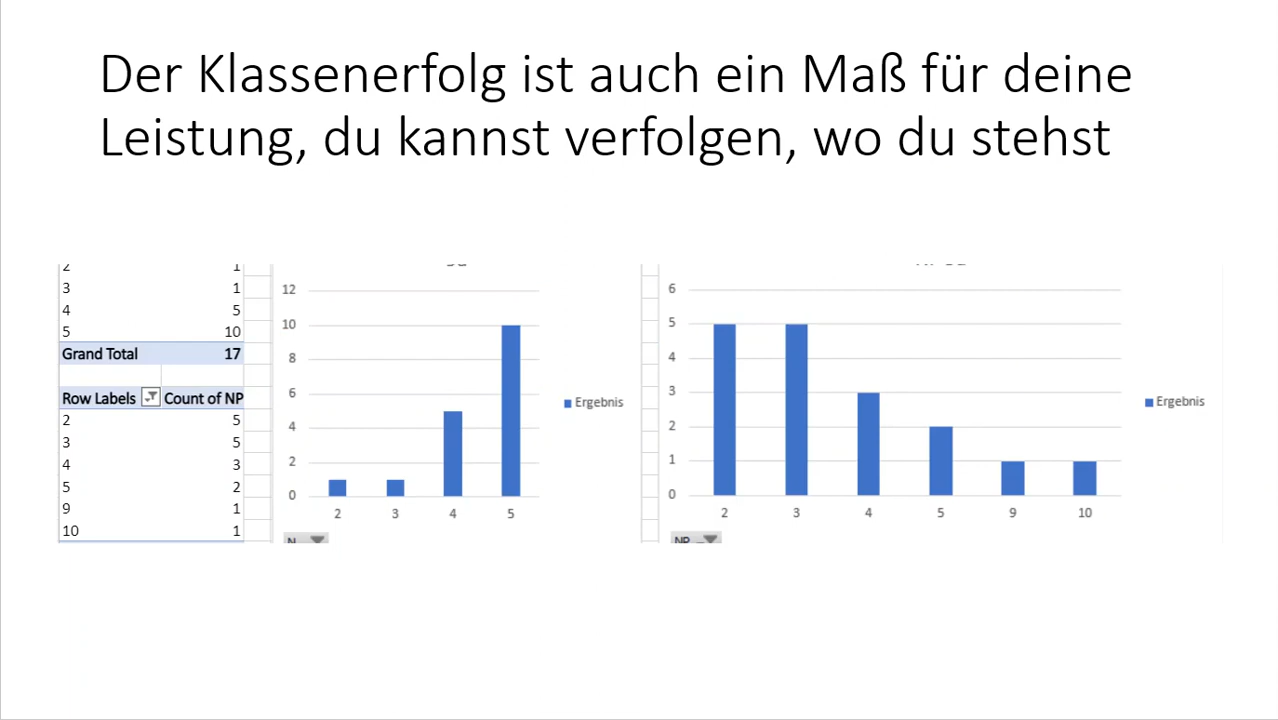 Der Klassenerfolg ist auch ein Maß für deine
Leistung, du kannst verfolgen, wo du stehst
2 1
3 1
4 5
5 10
Grand Total 17
Row Labels Count of NP
2 5
3 5
4 3
5 2
9 1
10 1
12
10
8
6
4
2
0
2 3 4 5
Ergebnis
N
6
5
4
3
2
1
0
2 3 4 5 9 10
Ergebnis
NP